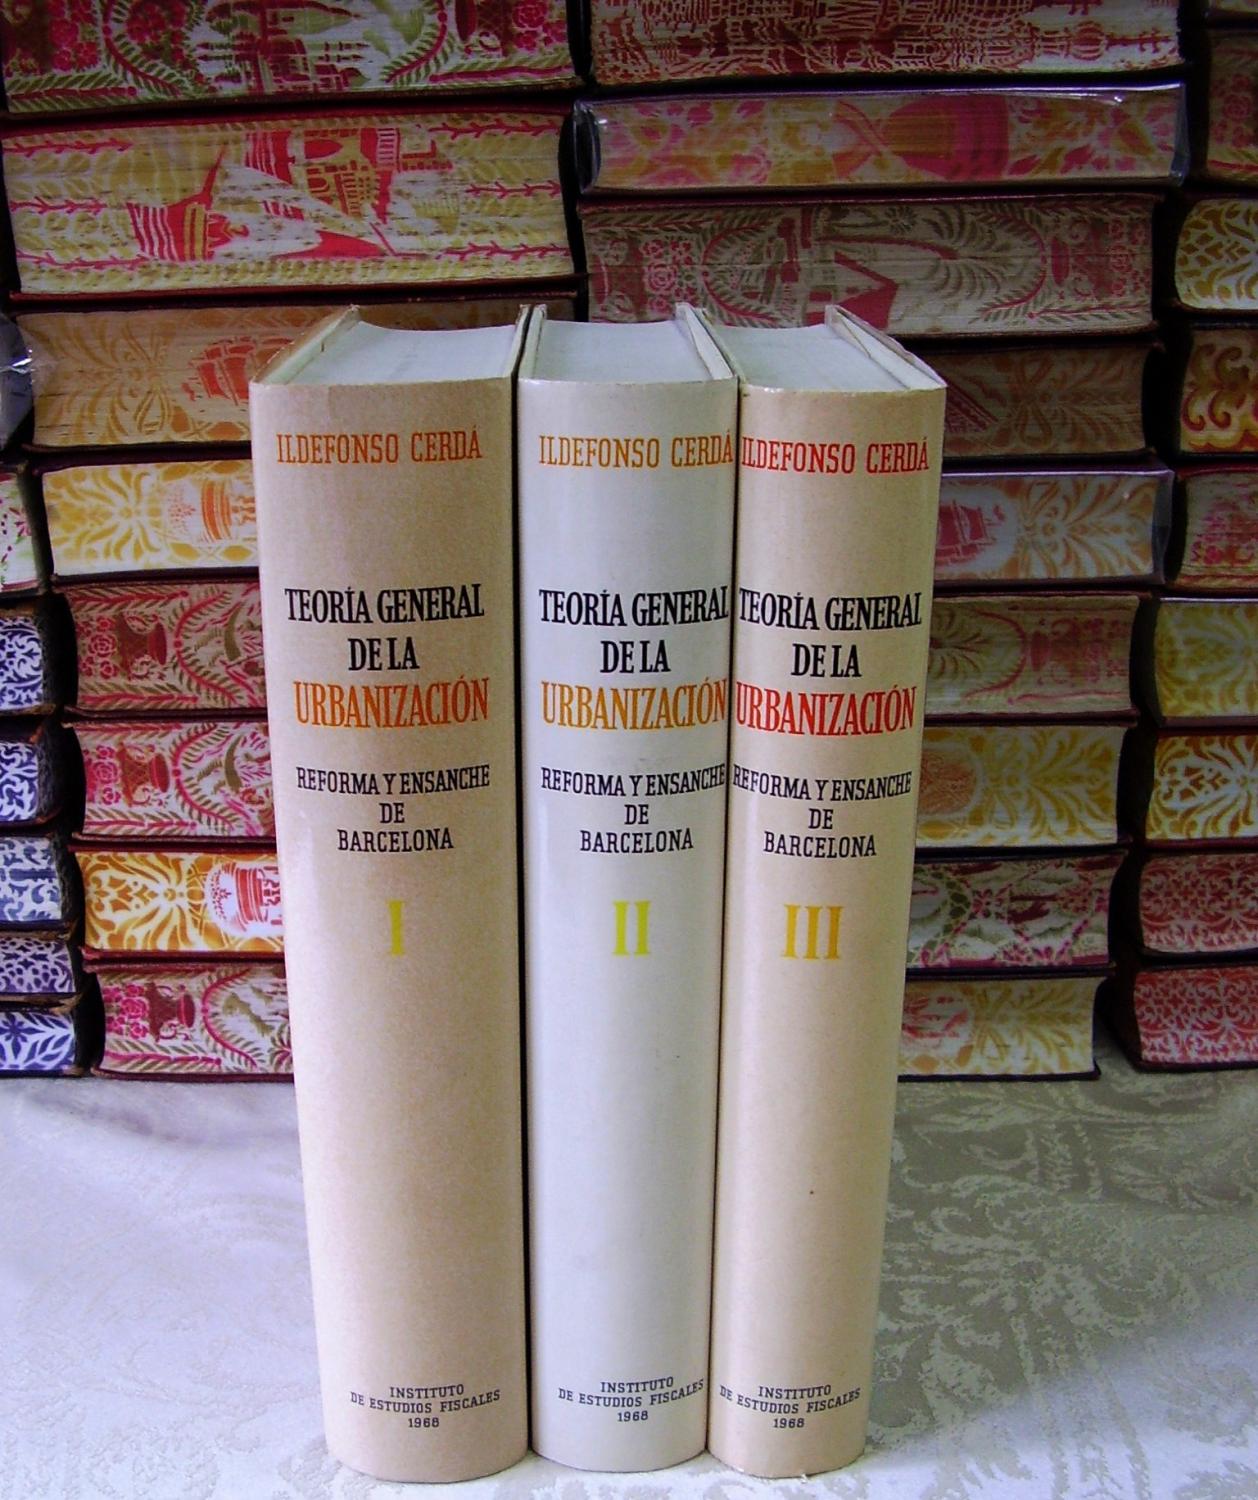 ILDEFONSO CERDÁ
TEORÍA GENERAL
DE LA
URBANIZACIÓN
REFORMA Y ENSANCHE
DE
BARCELONA
I
INSTITUTO
DE ESTUDIOS FISCALES
1968
ILDEFONSO CERDÁ
TEORÍA GENERAL
DE LA
URBANIZACIÓN
REFORMA Y ENSANCHE
DE
BARCELONA
II
INSTITUTO
DE ESTUDIOS FISCALES
1968
ILDEFONSO CERDÁ
TEORÍA GENERAL
DE LA
URBANIZACIÓN
REFORMA Y ENSANCHE
DE
BARCELONA
III
INSTITUTO
DE ESTUDIOS FISCALES
1968